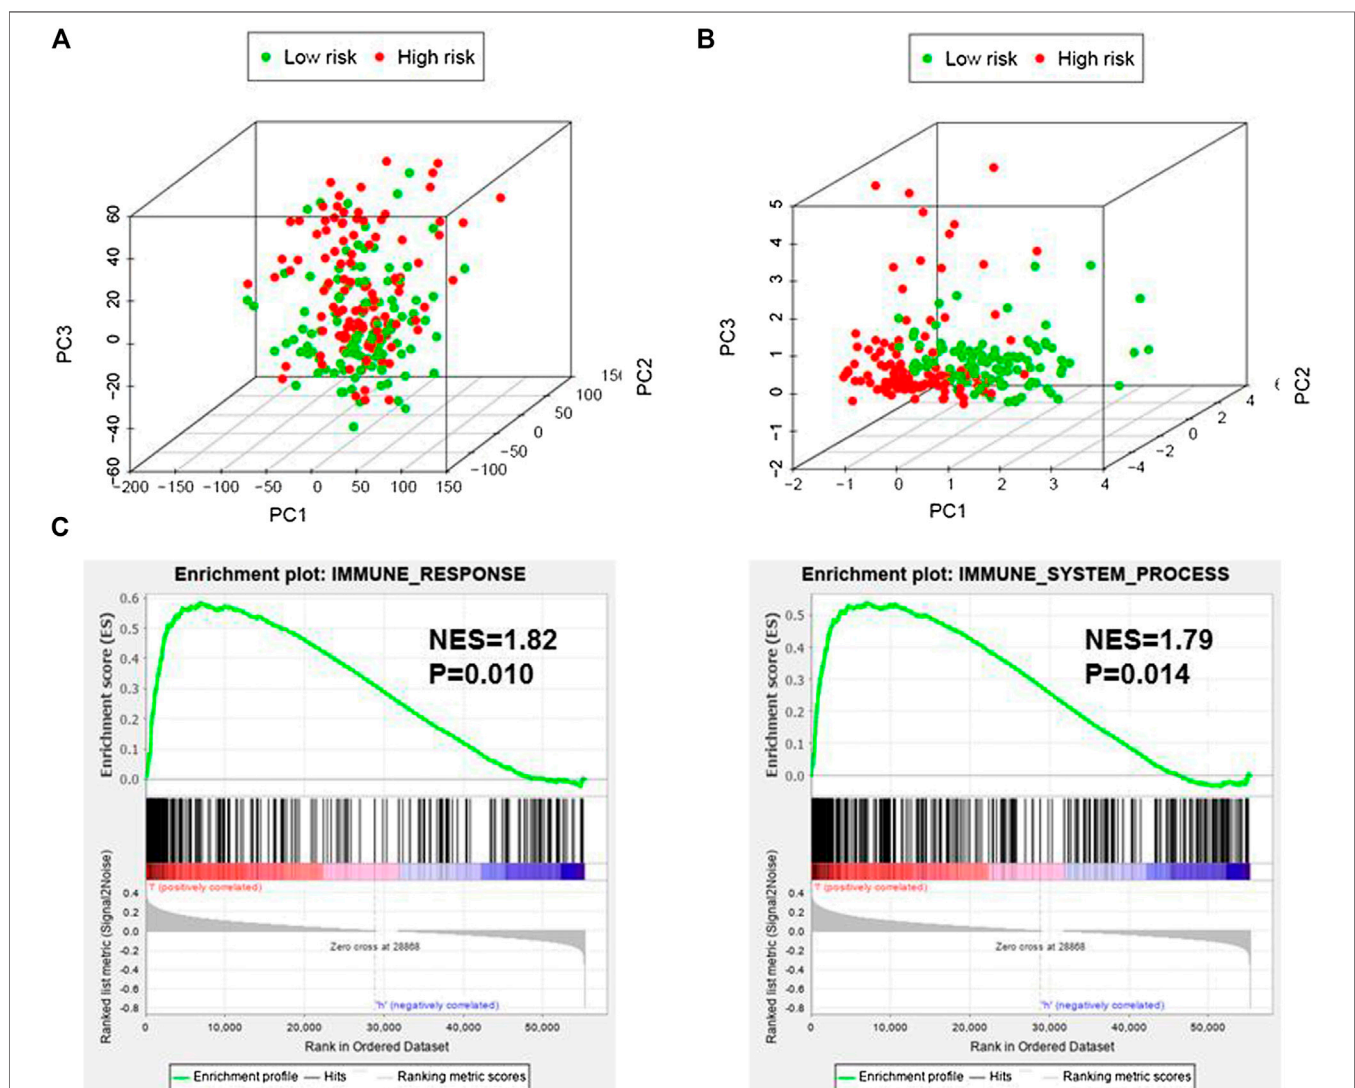 A
Low risk High risk
60
40
20
0
−20
−40
−60
PC3
−200 −150 −100 −50 0 50 100 150
PC1
−100
−50
0
50
100
PC2
B
Low risk High risk
5
4
3
2
1
0
−1
−2
PC3
−2 −1 0 1 2 3 4
PC1
−4
−2
0
2
4
PC2
C
Enrichment plot: IMMUNE_RESPONSE
NES=1.82
P=0.010
Enrichment score (ES)
0.6
0.5
0.4
0.3
0.2
0.1
0.0
'l' (positively correlated)
Zero cross at 28868
'h' (negatively correlated)
Ranked list metric (Signal2Noise)
0.4
0.2
0.0
-0.2
-0.4
-0.6
-0.8
0 10,000 20,000 30,000 40,000 50,000
Rank in Ordered Dataset
Enrichment profile Hits Ranking metric scores
Enrichment plot: IMMUNE_SYSTEM_PROCESS
NES=1.79
P=0.014
Enrichment score (ES)
0.5
0.4
0.3
0.2
0.1
0.0
'l' (positively correlated)
Zero cross at 28868
'h' (negatively correlated)
Ranked list metric (Signal2Noise)
0.4
0.2
0.0
-0.2
-0.4
-0.6
-0.8
0 10,000 20,000 30,000 40,000 50,000
Rank in Ordered Dataset
Enrichment profile Hits Ranking metric scores